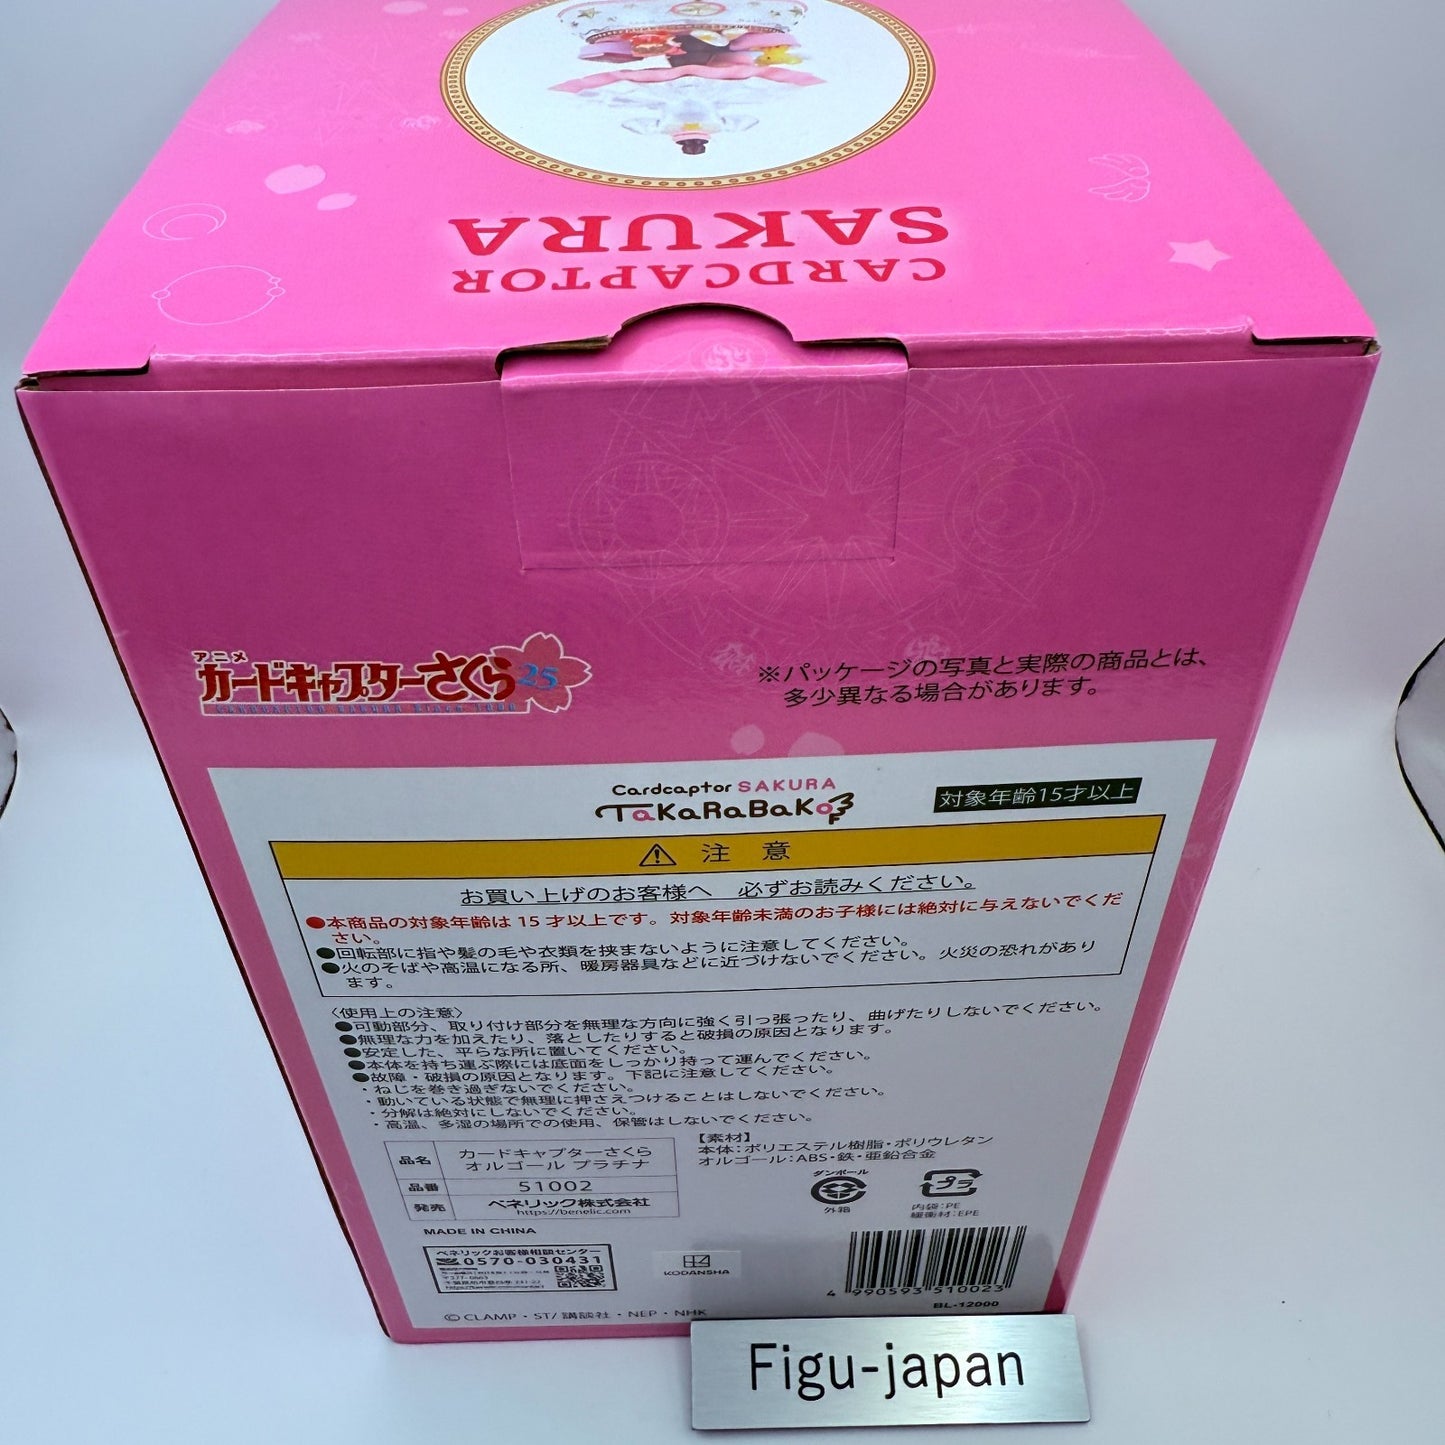 CARDCAPTOR
SAKURA
アニメ
カードキャプターさくら
25
※パッケージの写真と実際の商品とは、
多少異なる場合があります。
Cardcaptor SAKURA
TaKaRaBaKo
対象年齢15才以上
注 意
お買い上げのお客様へ 必ずお読みください。
●本商品の対象年齢は 15 才以上です。対象年齢未満のお子様には絶対に与えないでくだ
さい。
●回転部に指や髪の毛や衣類を挟まないように注意してください。
●火のそばや高温になる所、暖房器具などに近づけないでください。火災の恐れがあり
ます。
〈使用上の注意〉
●可動部分、取り付け部分を無理な方向に強く引っ張ったり、曲げたりしないでください。
●無理な力を加えたり、落としたりすると破損の原因となります。
●安定した、平らな所に置いてください。
●本体を持ち運ぶ際には底面をしっかり持って運んでください。
●故障・破損の原因となります。下記に注意してください。
・ねじを巻き過ぎないでください。
・動いている状態で無理に押さえつけることはしないでください。
・分解は絶対にしないでください。
・高温、多湿の場所での使用、保管はしないでください。
品名 カードキャプターさくら
オルゴール プラチナ
品番 51002
発売 ベネリック株式会社
https://benelic.com
【素材】
本体：ポリエステル樹脂・ポリウレタン
オルゴール：ABS・鉄・亜鉛合金
ダンボール
外箱
プラ
内袋：PE
緩衝材：EPE
MADE IN CHINA
ベネリックお客様相談センター
0570-030431
KODANSHA
4 990593 510023
BL-12000
©CLAMP・ST/講談社・NEP・NHK
Figu-japan